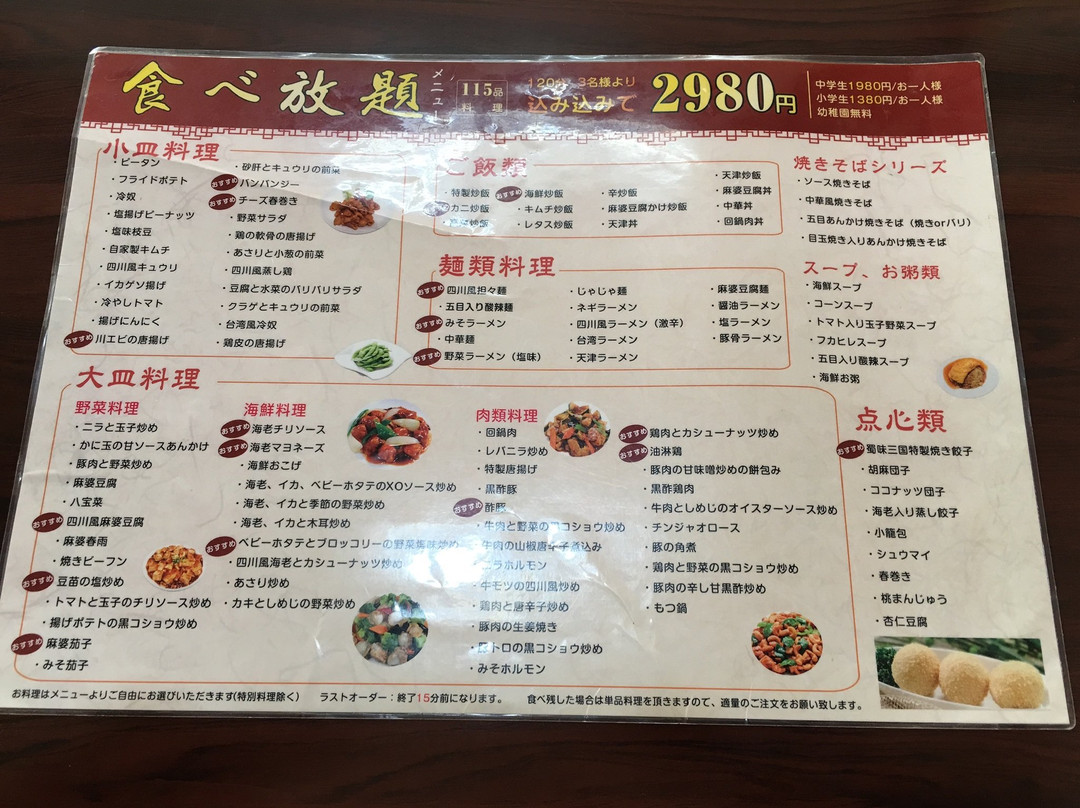 食べ放題
メニュー
115品
料理
120分 3名様より
込み込みで
2980円
中学生1980円/お一人様
小学生1380円/お一人様
幼稚園無料
小皿料理
・ピータン
・フライドポテト
・冷奴
・塩揚げピーナッツ
・塩味枝豆
・自家製キムチ
・四川風キュウリ
・イカゲソ揚げ
・冷やしトマト
・揚げにんにく
おすすめ 川エビの唐揚げ
・砂肝とキュウリの前菜
おすすめ バンバンジー
おすすめ チーズ春巻き
・野菜サラダ
・鶏の軟骨の唐揚げ
・あさりと小葱の前菜
・四川風蒸し鶏
・豆腐と水菜のパリパリサラダ
・クラゲとキュウリの前菜
・台湾風冷奴
・鶏皮の唐揚げ
ご飯類
・特製炒飯
カニ炒飯
おすすめ 海鮮炒飯
・キムチ炒飯
・レタス炒飯
・辛炒飯
・麻婆豆腐かけ炒飯
・天津丼
・天津炒飯
・麻婆豆腐丼
・中華丼
・回鍋肉丼
麺類料理
おすすめ 四川風担々麺
・五目入り酸辣麺
おすすめ みそラーメン
・中華麺
おすすめ 野菜ラーメン（塩味）
・じゃじゃ麺
・ネギラーメン
・四川風ラーメン（激辛）
・台湾ラーメン
・天津ラーメン
・麻婆豆腐麺
・醤油ラーメン
・塩ラーメン
・豚骨ラーメン
焼きそばシリーズ
・ソース焼きそば
・中華風焼きそば
・五目あんかけ焼きそば（焼きorバリ）
・目玉焼き入りあんかけ焼きそば
スープ、お粥類
・海鮮スープ
・コーンスープ
・トマト入り玉子野菜スープ
・フカヒレスープ
・五目入り酸辣スープ
・海鮮お粥
大皿料理
野菜料理
・ニラと玉子炒め
・かに玉の甘ソースあんかけ
・豚肉と野菜炒め
・麻婆豆腐
・八宝菜
おすすめ 四川風麻婆豆腐
・麻婆春雨
・焼きビーフン
おすすめ 豆苗の塩炒め
・トマトと玉子のチリソース炒め
・揚げポテトの黒コショウ炒め
おすすめ 麻婆茄子
・みそ茄子
海鮮料理
おすすめ 海老チリソース
おすすめ 海老マヨネーズ
・海鮮おこげ
・海老、イカ、ベビーホタテのXOソース炒め
・海老、イカと季節の野菜炒め
・海老、イカと木耳炒め
おすすめ ベビーホタテとブロッコリーの野菜塩味炒め
・四川風海老とカシューナッツ炒め
・あさり炒め
・カキとしめじの野菜炒め
肉類料理
・回鍋肉
・レバニラ炒め
・特製唐揚げ
・黒酢豚
おすすめ 酢豚
・牛肉と野菜の黒コショウ炒め
・牛肉の山椒唐辛子煮込み
ニラホルモン
・牛モツの四川風炒め
・鶏肉と唐辛子炒め
・豚肉の生姜焼き
・豚トロの黒コショウ炒め
・みそホルモン
おすすめ 鶏肉とカシューナッツ炒め
おすすめ 油淋鶏
・豚肉の甘味噌炒めの餅包み
・黒酢鶏肉
・牛肉としめじのオイスターソース炒め
・チンジャオロース
・豚の角煮
・鶏肉と野菜の黒コショウ炒め
・豚肉の辛し甘黒酢炒め
・もつ鍋
点心類
おすすめ 蜀味三国特製焼き餃子
・胡麻団子
・ココナッツ団子
・海老入り蒸し餃子
・小籠包
・シュウマイ
・春巻き
・桃まんじゅう
・杏仁豆腐
お料理はメニューよりご自由にお選びいただきます(特別料理除く)
ラストオーダー：終了15分前になります。
食べ残した場合は単品料理を頂きますので、適量のご注文をお願い致します。